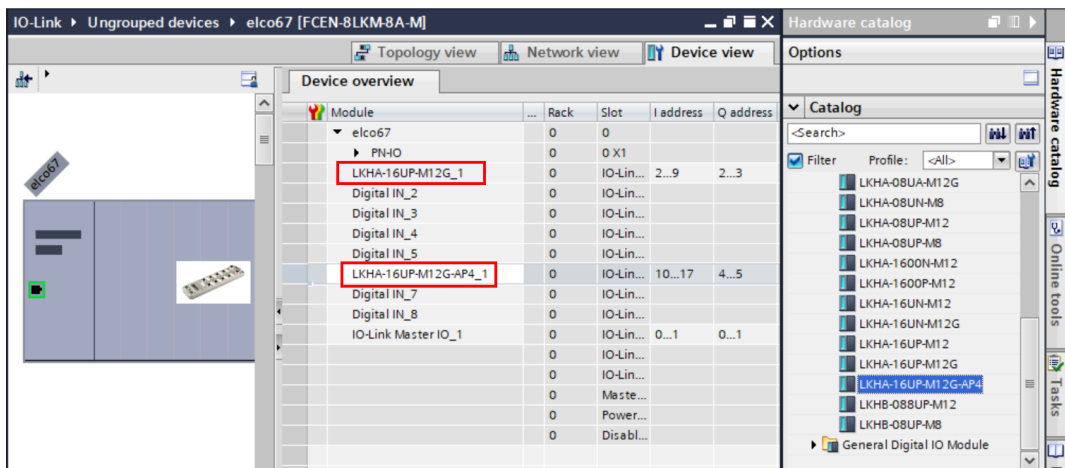 IO-Link ▸ Ungrouped devices ▸ elco67 [FCEN-8LKM-8A-M]
Topology view
Network view
Device view
Device overview
elco67
Module ... Rack Slot I address Q address
elco67 0 0
PN-IO 0 0 X1
LKHA-16UP-M12G_1 0 IO-Lin... 2...9 2...3
Digital IN_2 0 IO-Lin...
Digital IN_3 0 IO-Lin...
Digital IN_4 0 IO-Lin...
Digital IN_5 0 IO-Lin...
LKHA-16UP-M12G-AP4_1 0 IO-Lin... 10...17 4...5
Digital IN_7 0 IO-Lin...
Digital IN_8 0 IO-Lin...
IO-Link Master IO_1 0 IO-Lin... 0...1 0...1
0 IO-Lin...
0 IO-Lin...
0 Maste...
0 Power...
0 Disabl...
Hardware catalog
Options
Catalog
<Search>
Filter Profile: <All>
LKHA-08UA-M12G
LKHA-08UN-M8
LKHA-08UP-M12
LKHA-08UP-M8
LKHA-1600N-M12
LKHA-1600P-M12
LKHA-16UN-M12
LKHA-16UN-M12G
LKHA-16UP-M12
LKHA-16UP-M12G
LKHA-16UP-M12G-AP4
LKHB-088UP-M12
LKHB-08UP-M8
General Digital IO Module
Hardware catalog
Online tools
Tasks